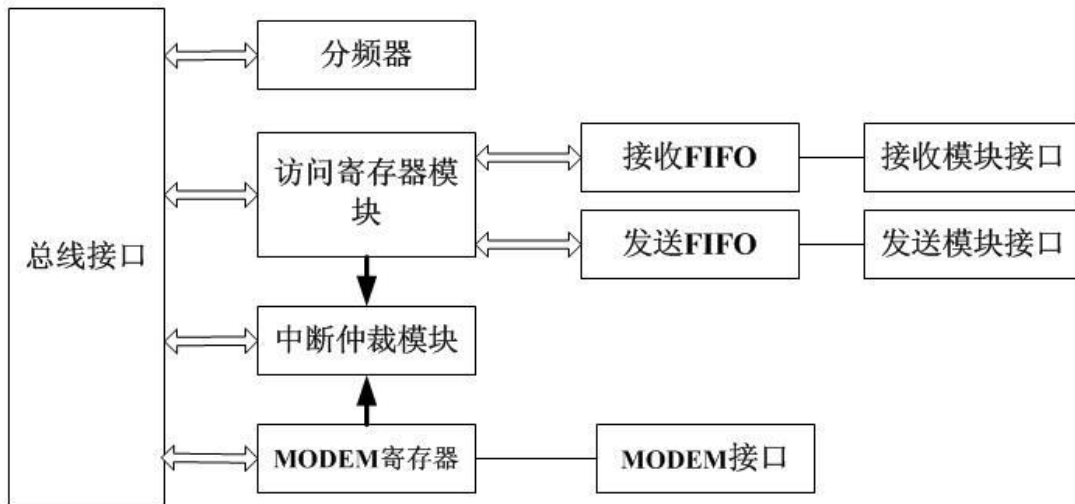 总线接口
分频器
访问寄存器模
块
接收FIFO
接收模块接口
发送FIFO
发送模块接口
中断仲裁模块
MODEM寄存器
MODEM接口